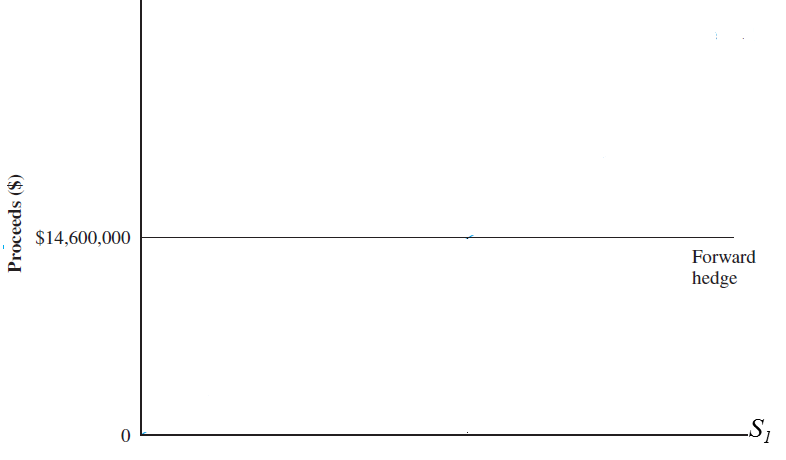 Proceeds ($)
$14,600,000
Forward
hedge
0
S1